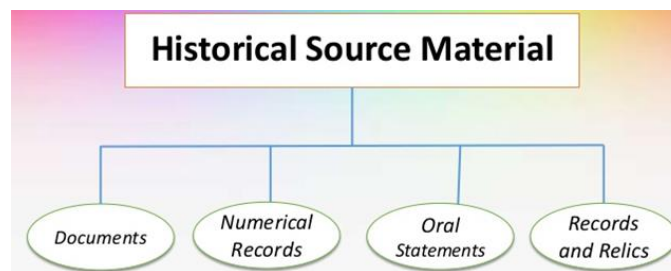 Historical Source Material
Documents
Numerical
Records
Oral
Statements
Records
and Relics